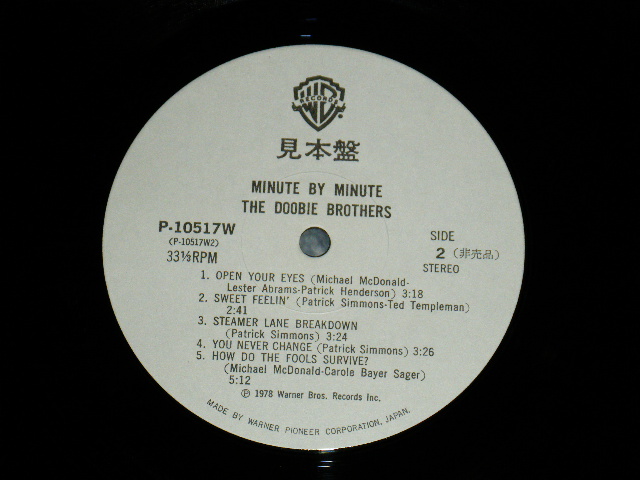 WB
RECORDS
見本盤
MINUTE BY MINUTE
THE DOOBIE BROTHERS
P-10517W
(P-10517W2)
33⅓RPM
SIDE
2 (非売品)
STEREO
1. OPEN YOUR EYES (Michael McDonald-
Lester Abrams-Patrick Henderson) 3:18
2. SWEET FEELIN' (Patrick Simmons-Ted Templeman)
2:41
3. STEAMER LANE BREAKDOWN
(Patrick Simmons) 3:24
4. YOU NEVER CHANGE (Patrick Simmons) 3:26
5. HOW DO THE FOOLS SURVIVE?
(Michael McDonald-Carole Bayer Sager)
5:12
℗ 1978 Warner Bros. Records Inc.
MADE BY WARNER PIONEER CORPORATION, JAPAN.